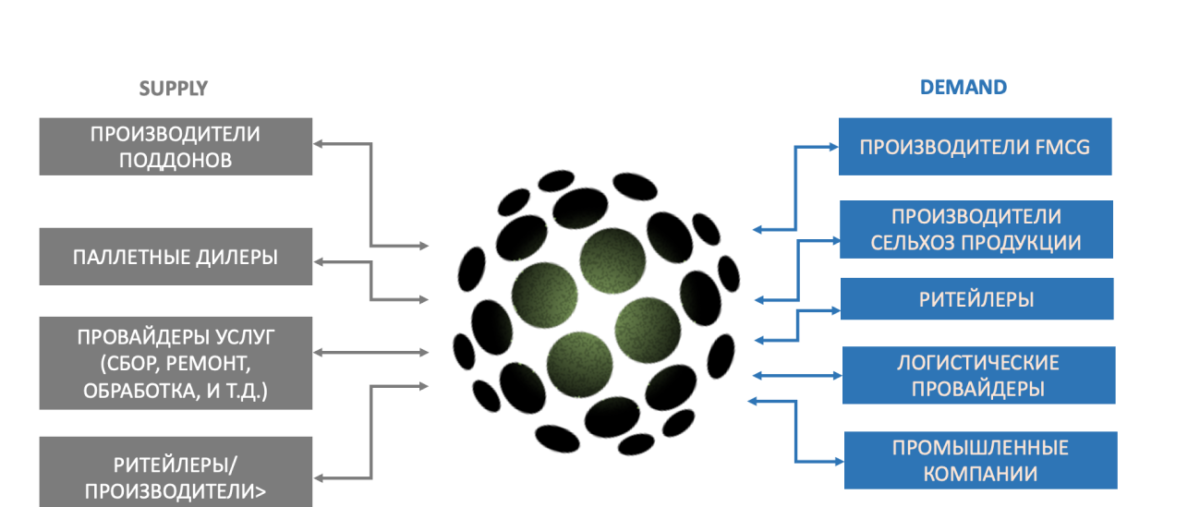 SUPPLY
ПРОИЗВОДИТЕЛИ
ПОДДОНОВ
ПАЛЛЕТНЫЕ ДИЛЕРЫ
ПРОВАЙДЕРЫ УСЛУГ
(СБОР, РЕМОНТ,
ОБРАБОТКА, И Т.Д.)
РИТЕЙЛЕРЫ/
ПРОИЗВОДИТЕЛИ>
DEMAND
ПРОИЗВОДИТЕЛИ FMCG
ПРОИЗВОДИТЕЛИ
СЕЛЬХОЗ ПРОДУКЦИИ
РИТЕЙЛЕРЫ
ЛОГИСТИЧЕСКИЕ
ПРОВАЙДЕРЫ
ПРОМЫШЛЕННЫЕ
КОМПАНИИ